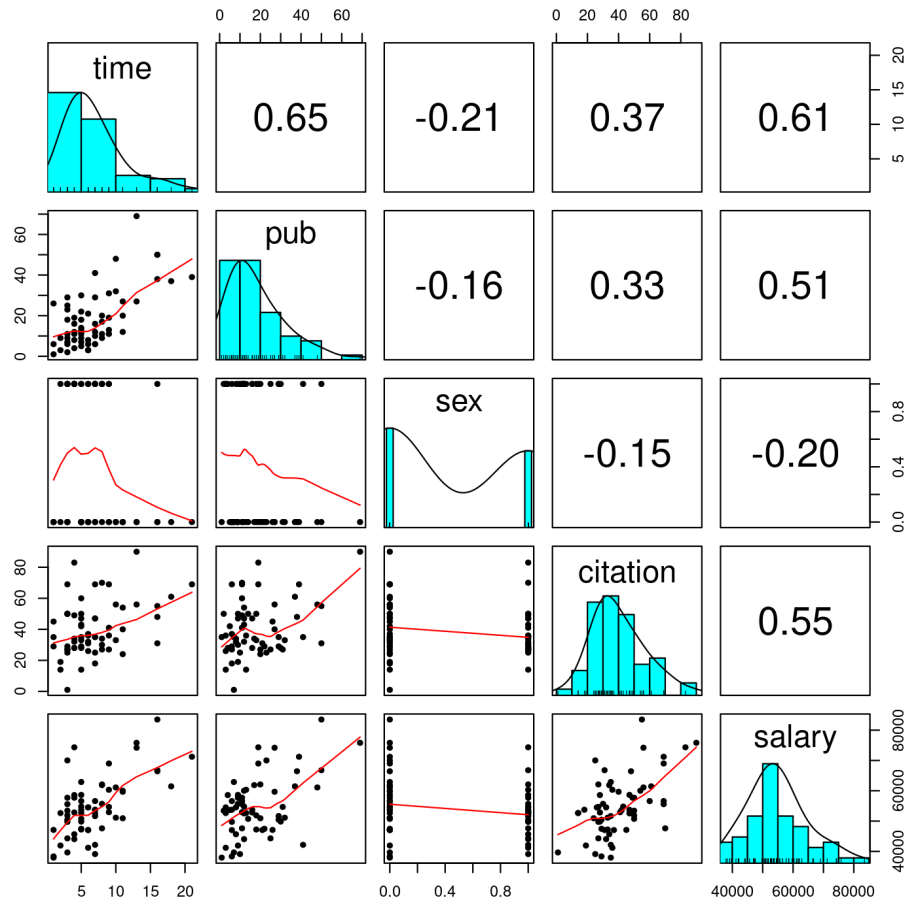 0 20 40 60 0 20 40 60 80
time 0.65 -0.21 0.37 0.61
5 10 15 20
0 20 40 60
pub -0.16 0.33 0.51
sex -0.15 -0.20
0.0 0.4 0.8
0 20 40 60 80
citation 0.55
salary
40000 60000 80000
5 10 15 20 0.0 0.4 0.8 40000 60000 80000